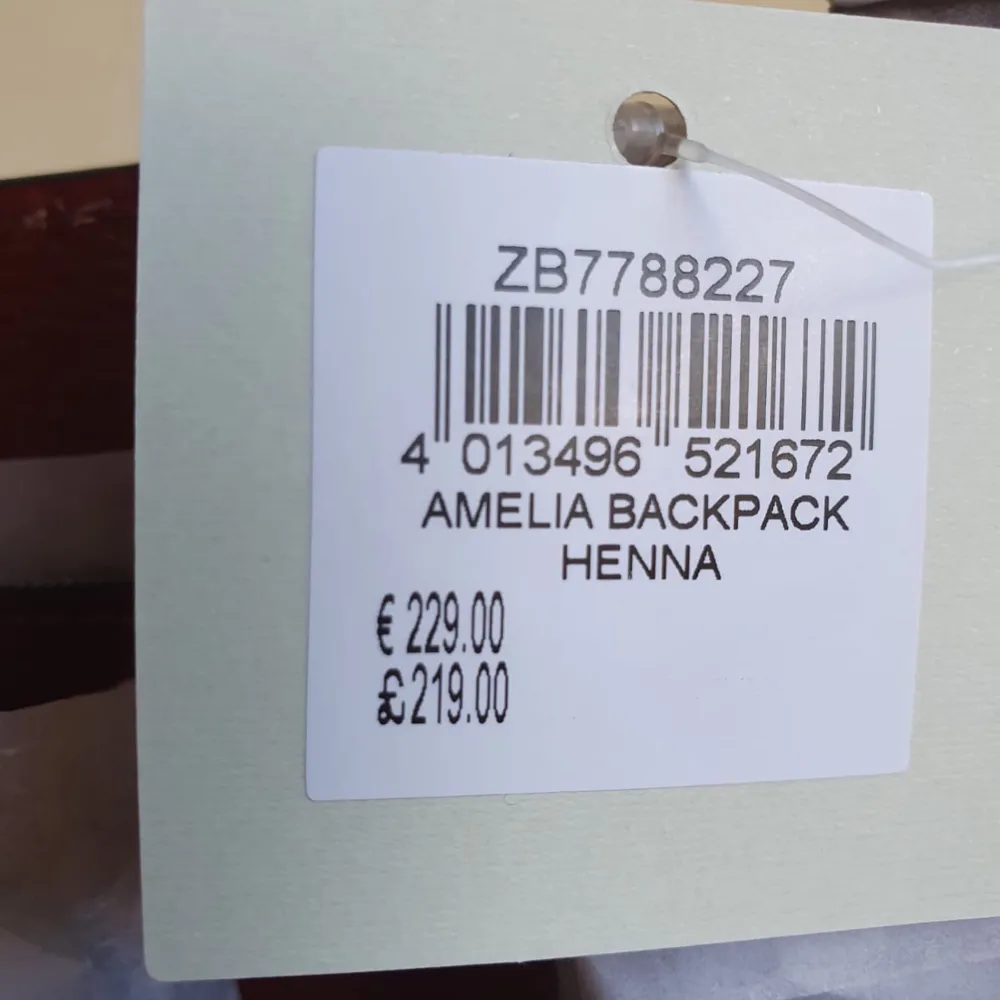 ZB7788227
4 013496 521672
AMELIA BACKPACK
HENNA
€ 229.00
£219.00